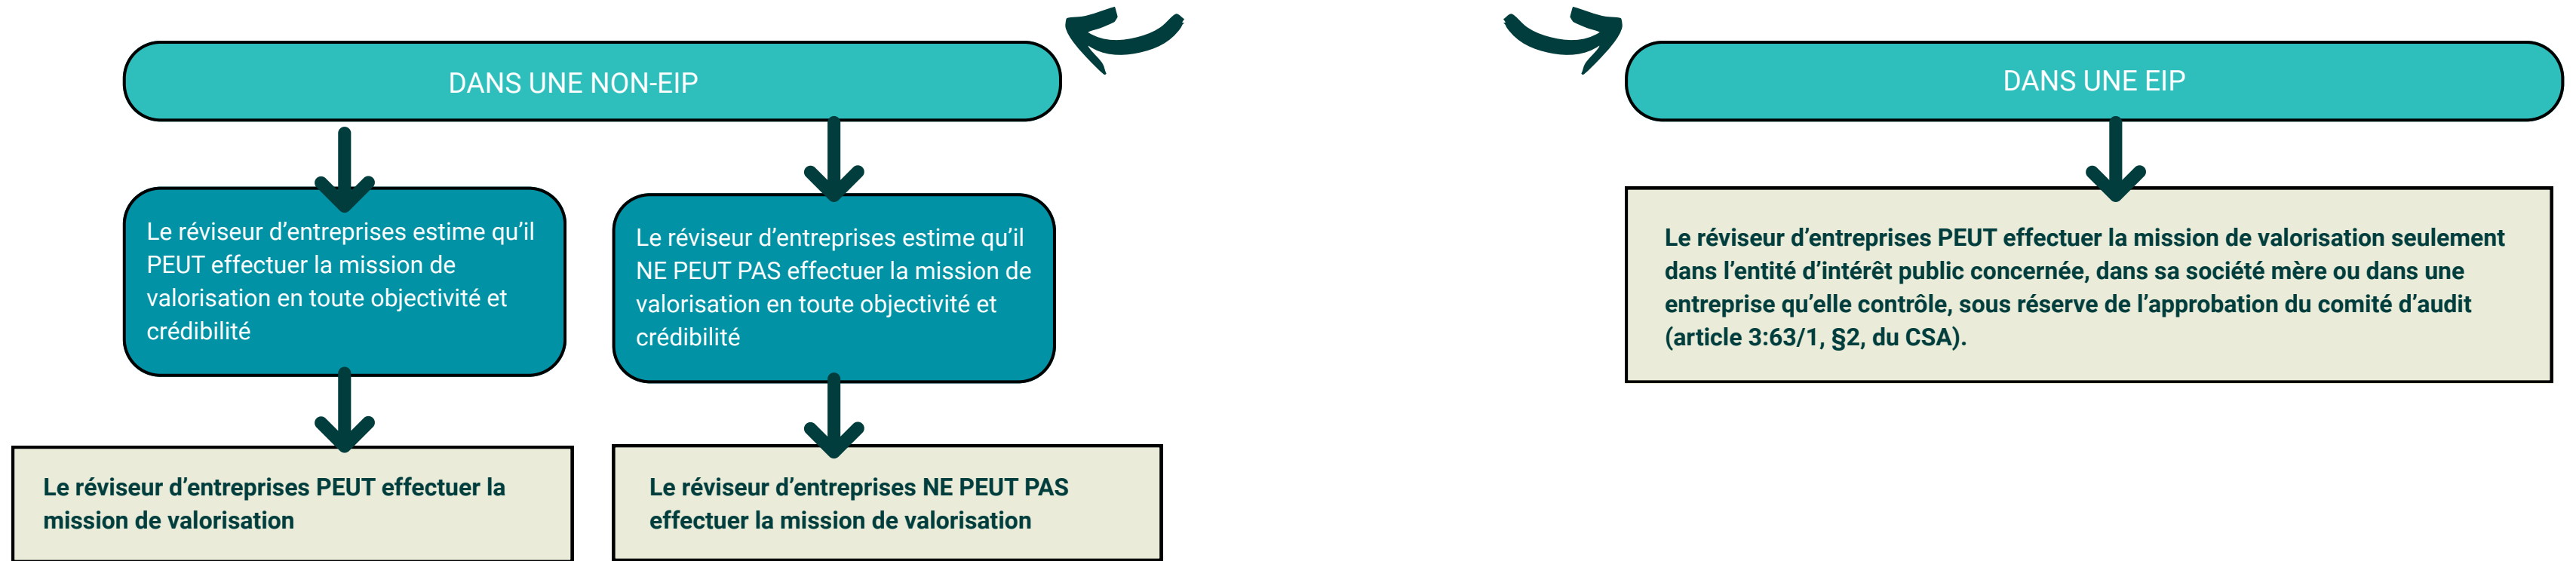 DANS UNE NON-EIP
Le réviseur d’entreprises estime qu’il
PEUT effectuer la mission de
valorisation en toute objectivité et
crédibilité
Le réviseur d’entreprises estime qu’il
NE PEUT PAS effectuer la mission de
valorisation en toute objectivité et
crédibilité
Le réviseur d’entreprises PEUT effectuer la
mission de valorisation
Le réviseur d’entreprises NE PEUT PAS
effectuer la mission de valorisation
DANS UNE EIP
Le réviseur d’entreprises PEUT effectuer la mission de valorisation seulement
dans l’entité d’intérêt public concernée, dans sa société mère ou dans une
entreprise qu’elle contrôle, sous réserve de l’approbation du comité d’audit
(article 3:63/1, §2, du CSA).